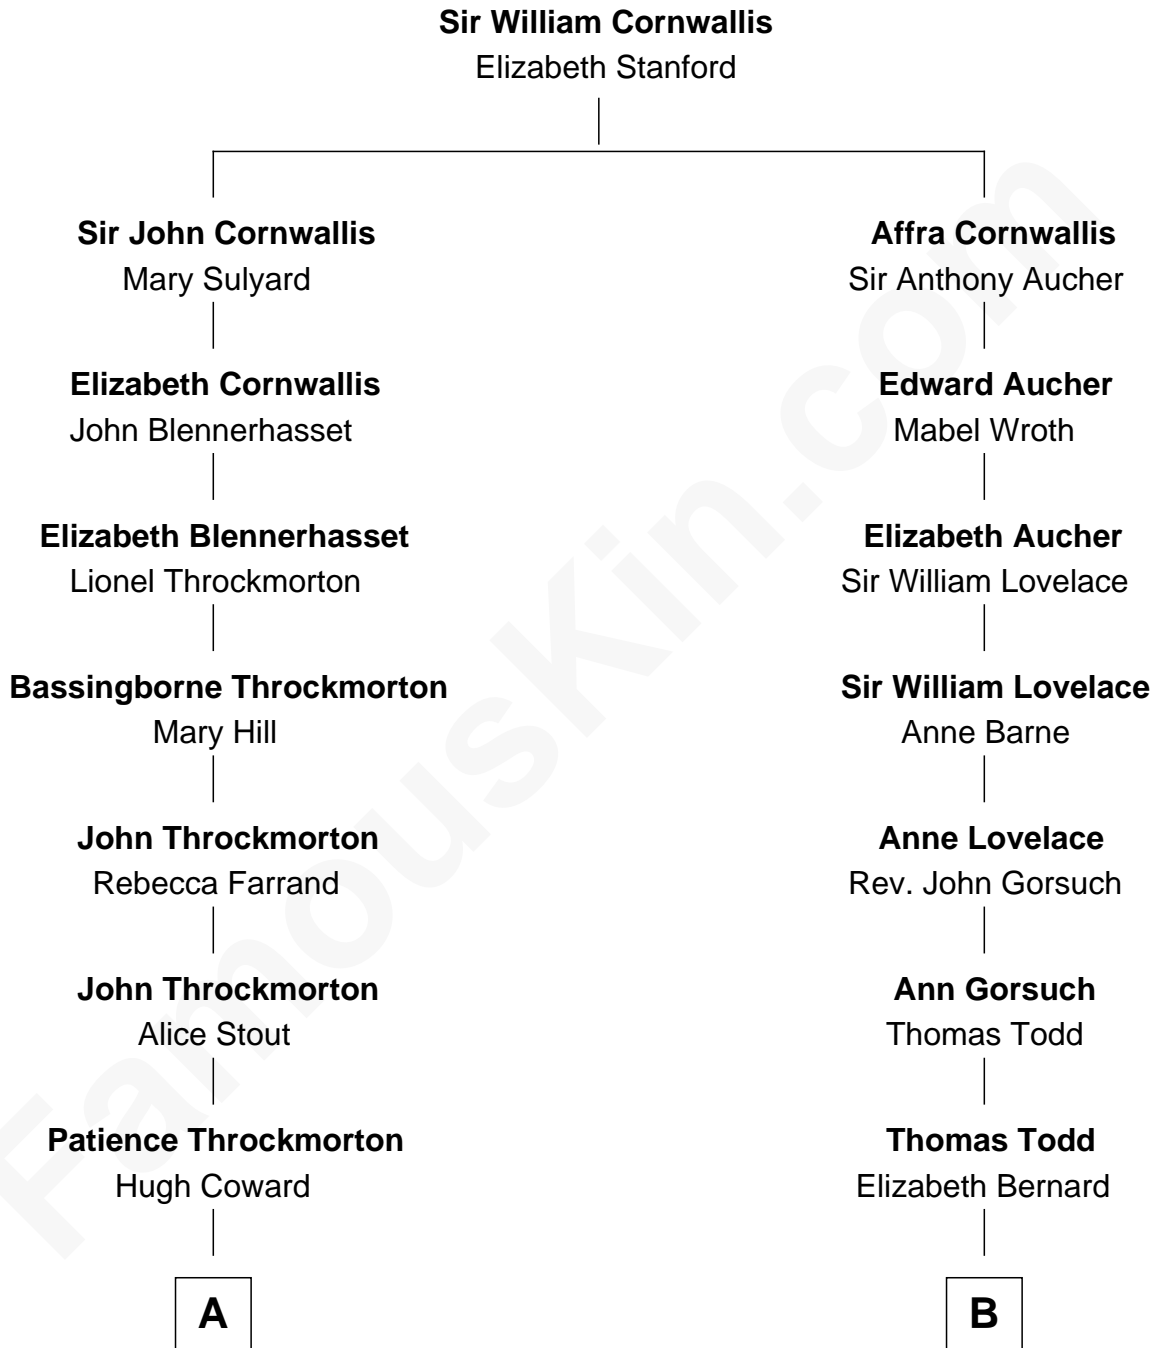 Sir William Cornwallis
Elizabeth Stanford
Sir John Cornwallis
Mary Sulyard
Elizabeth Cornwallis
John Blennerhasset
Elizabeth Blennerhasset
Lionel Throckmorton
Bassingborne Throckmorton
Mary Hill
John Throckmorton
Rebecca Farrand
John Throckmorton
Alice Stout
Patience Throckmorton
Hugh Coward
A
Affra Cornwallis
Sir Anthony Aucher
Edward Aucher
Mabel Wroth
Elizabeth Aucher
Sir William Lovelace
Sir William Lovelace
Anne Barne
Anne Lovelace
Rev. John Gorsuch
Ann Gorsuch
Thomas Todd
Thomas Todd
Elizabeth Bernard
B
FamousKin.com